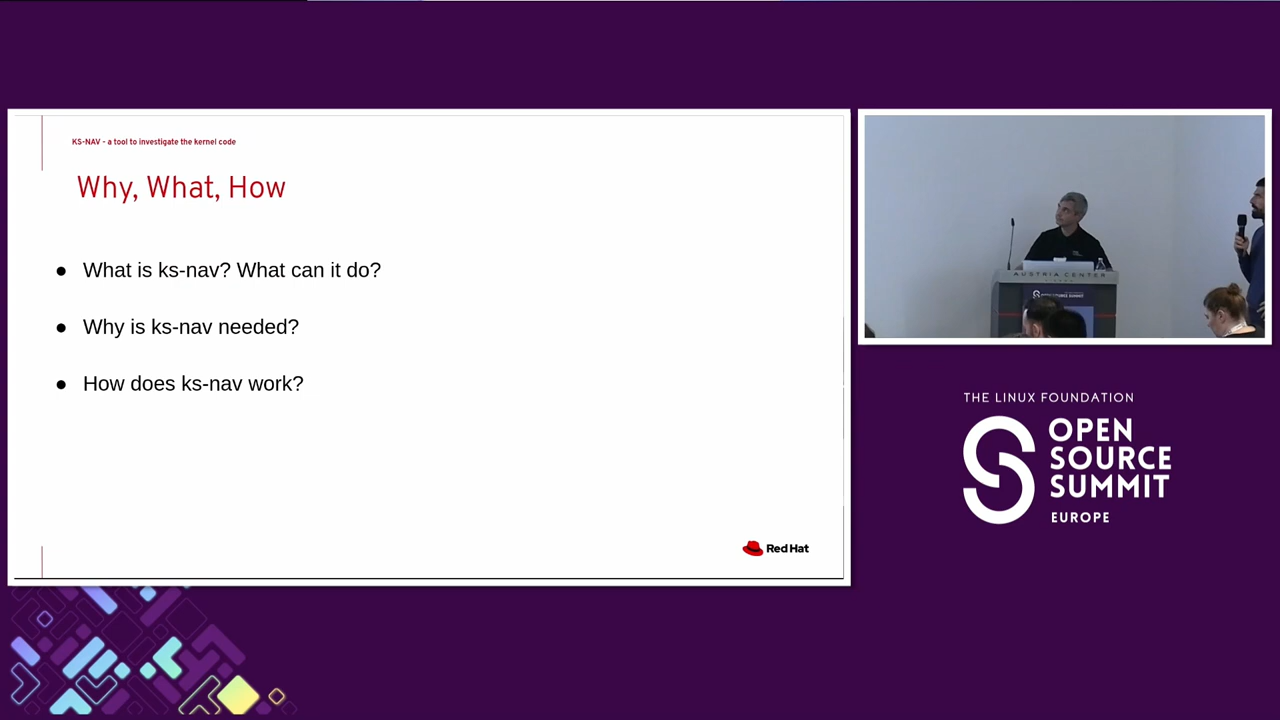 KS-NAV - a tool to investigate the kernel code
Why, What, How
● What is ks-nav? What can it do?
● Why is ks-nav needed?
● How does ks-nav work?
Red Hat
AUSTRIA CENTER
THE LINUX FOUNDATION
OPEN
SOURCE
SUMMIT
EUROPE